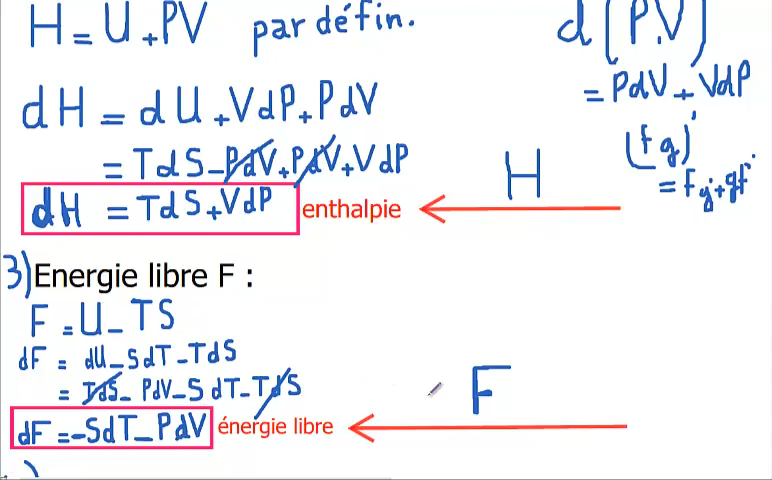 H = U + PV par défin.
d(P.V)
= PdV + VdP
dH = dU + VdP + PdV
= TdS - PdV + PdV + VdP
(fg)'
= fg' + gf'
H
dH = TdS + VdP enthalpie
3) Energie libre F :
F = U - TS
dF = dU - SdT - TdS
= TdS - PdV - SdT - TdS
F
dF = -SdT - PdV énergie libre